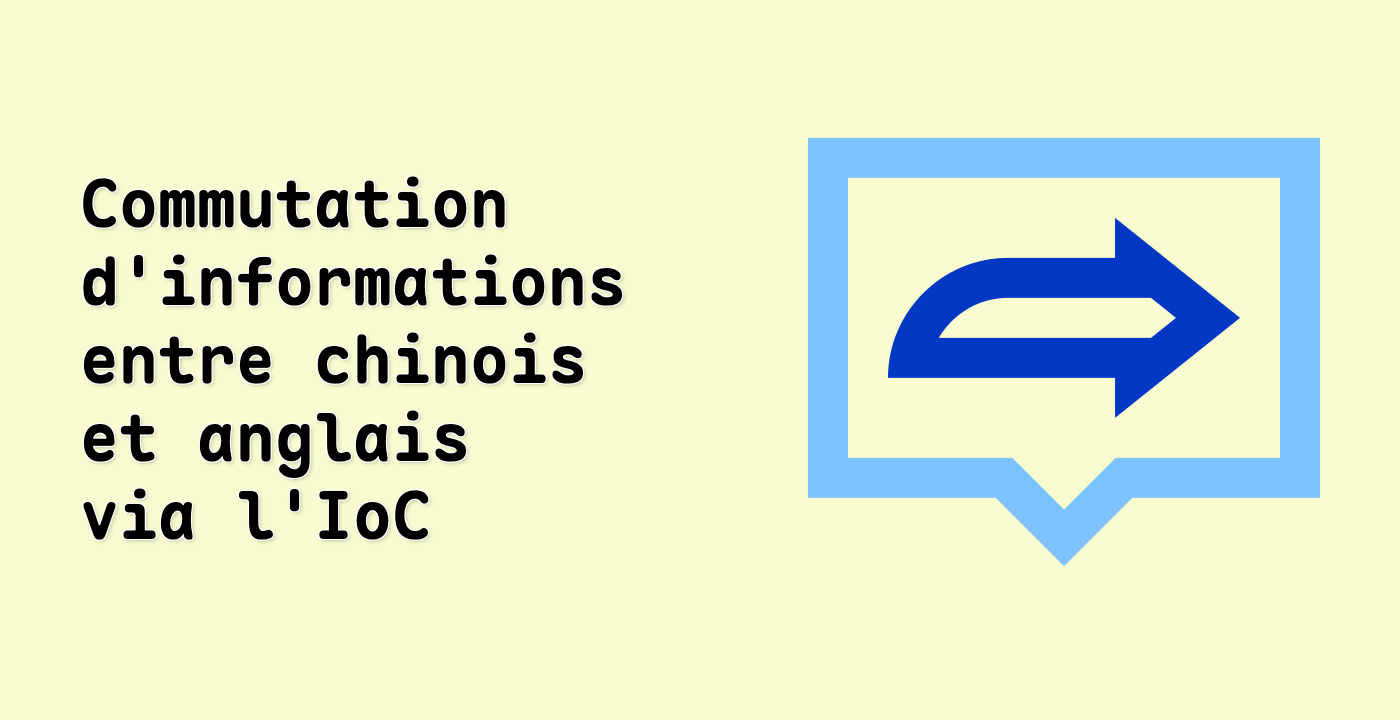 Commutation
d'informations
entre chinois
et anglais
via l'IoC